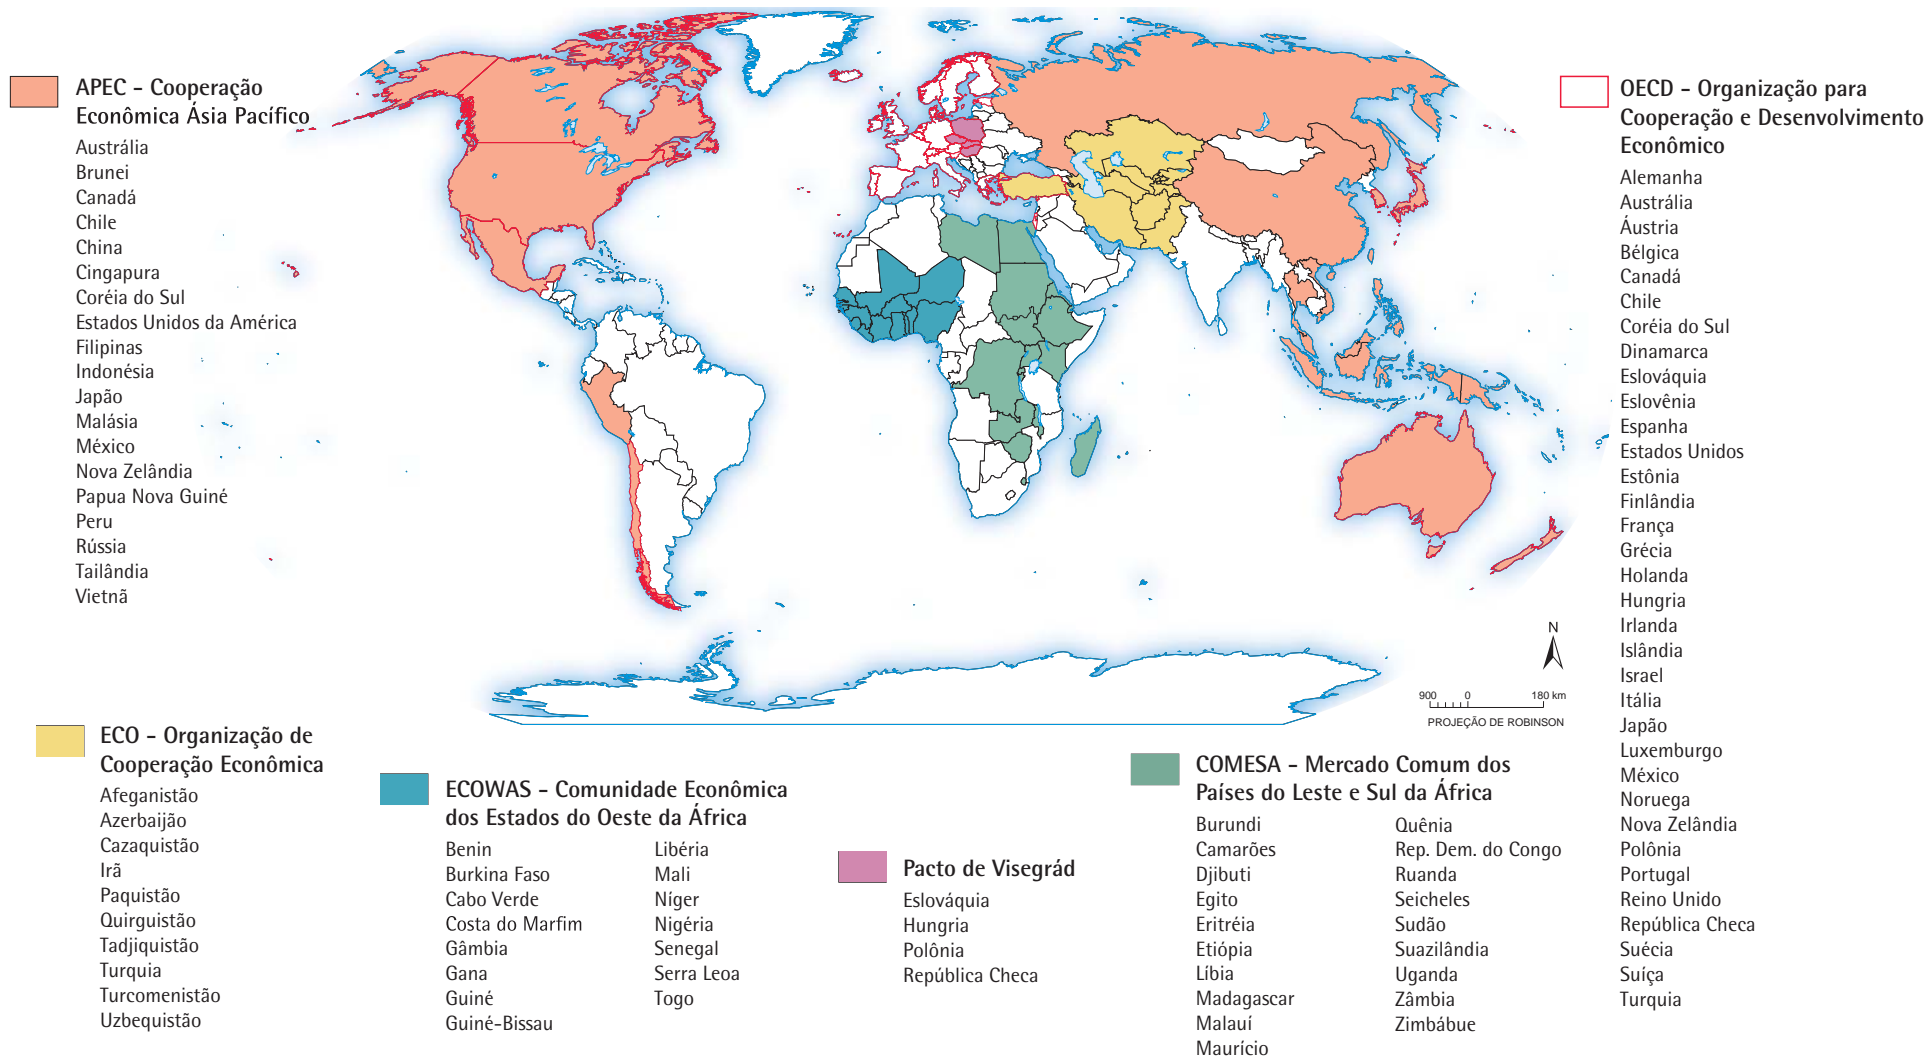 APEC - Cooperação
Econômica Ásia Pacífico
Austrália
Brunei
Canadá
Chile
China
Cingapura
Coréia do Sul
Estados Unidos da América
Filipinas
Indonésia
Japão
Malásia
México
Nova Zelândia
Papua Nova Guiné
Peru
Rússia
Tailândia
Vietnã
OECD - Organização para
Cooperação e Desenvolvimento
Econômico
Alemanha
Austrália
Áustria
Bélgica
Canadá
Chile
Coréia do Sul
Dinamarca
Eslováquia
Eslovênia
Espanha
Estados Unidos
Estônia
Finlândia
França
Grécia
Holanda
Hungria
Irlanda
Islândia
Israel
Itália
Japão
Luxemburgo
México
Noruega
Nova Zelândia
Polônia
Portugal
Reino Unido
República Checa
Suécia
Suíça
Turquia
N
900 0 180 km
PROJEÇÃO DE ROBINSON
ECO - Organização de
Cooperação Econômica
Afeganistão
Azerbaijão
Cazaquistão
Irã
Paquistão
Quirguistão
Tadjiquistão
Turquia
Turcomenistão
Uzbequistão
ECOWAS - Comunidade Econômica
dos Estados do Oeste da África
Benin
Burkina Faso
Cabo Verde
Costa do Marfim
Gâmbia
Gana
Guiné
Guiné-Bissau
Libéria
Mali
Níger
Nigéria
Senegal
Serra Leoa
Togo
Pacto de Visegrád
Eslováquia
Hungria
Polônia
República Checa
COMESA - Mercado Comum dos
Países do Leste e Sul da África
Burundi
Camarões
Djibuti
Egito
Eritréia
Etiópia
Líbia
Madagascar
Malauí
Maurício
Quênia
Rep. Dem. do Congo
Ruanda
Seicheles
Sudão
Suazilândia
Uganda
Zâmbia
Zimbábue